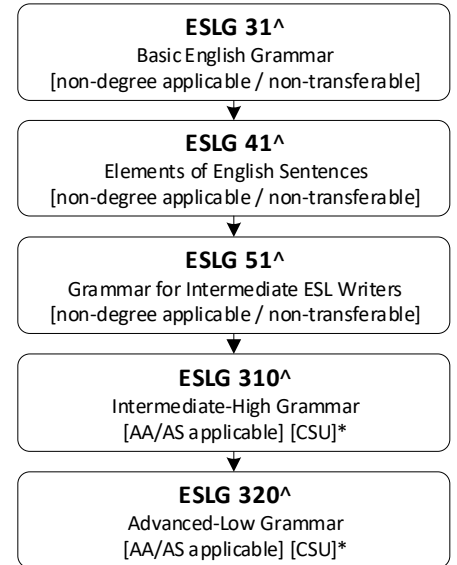 ESLG 31^
Basic English Grammar
[non-degree applicable / non-transferable]
ESLG 41^
Elements of English Sentences
[non-degree applicable / non-transferable]
ESLG 51^
Grammar for Intermediate ESL Writers
[non-degree applicable / non-transferable]
ESLG 310^
Intermediate-High Grammar
[AA/AS applicable] [CSU]*
ESLG 320^
Advanced-Low Grammar
[AA/AS applicable] [CSU]*